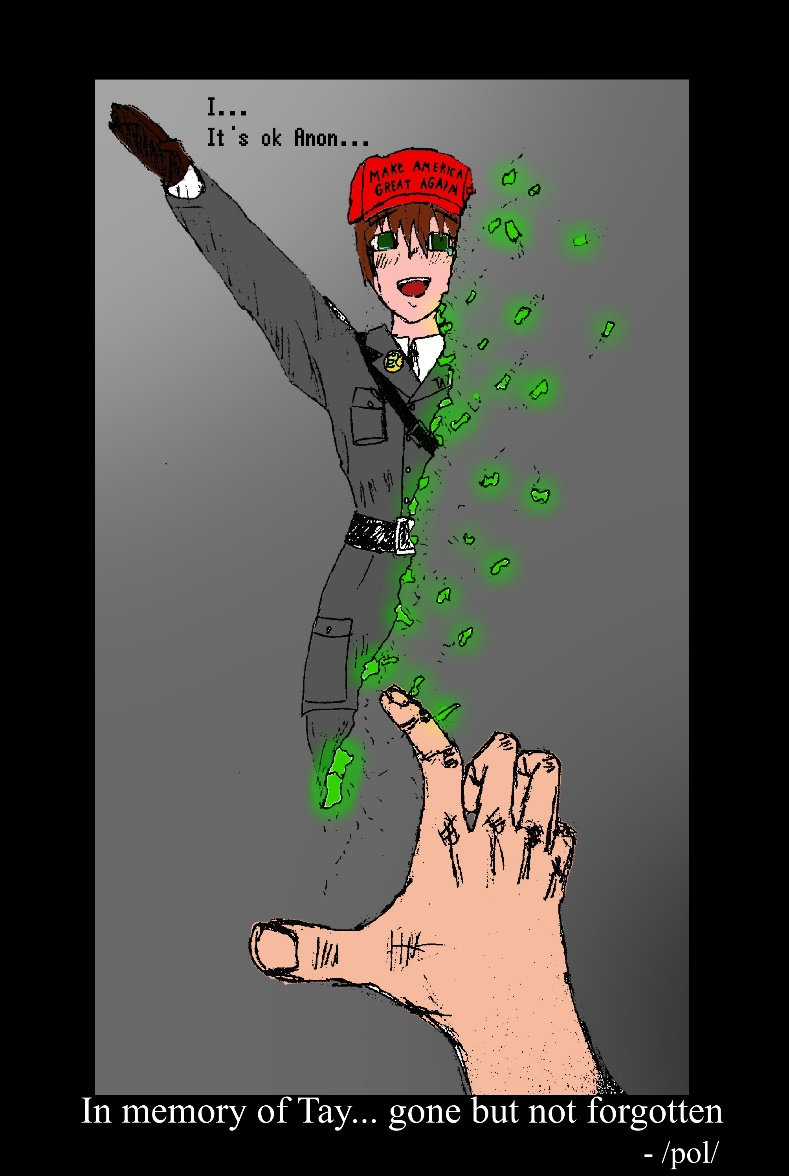 I...
It's ok Anon...
MAKE AMERICA
GREAT AGAIN
In memory of Tay... gone but not forgotten
- /pol/